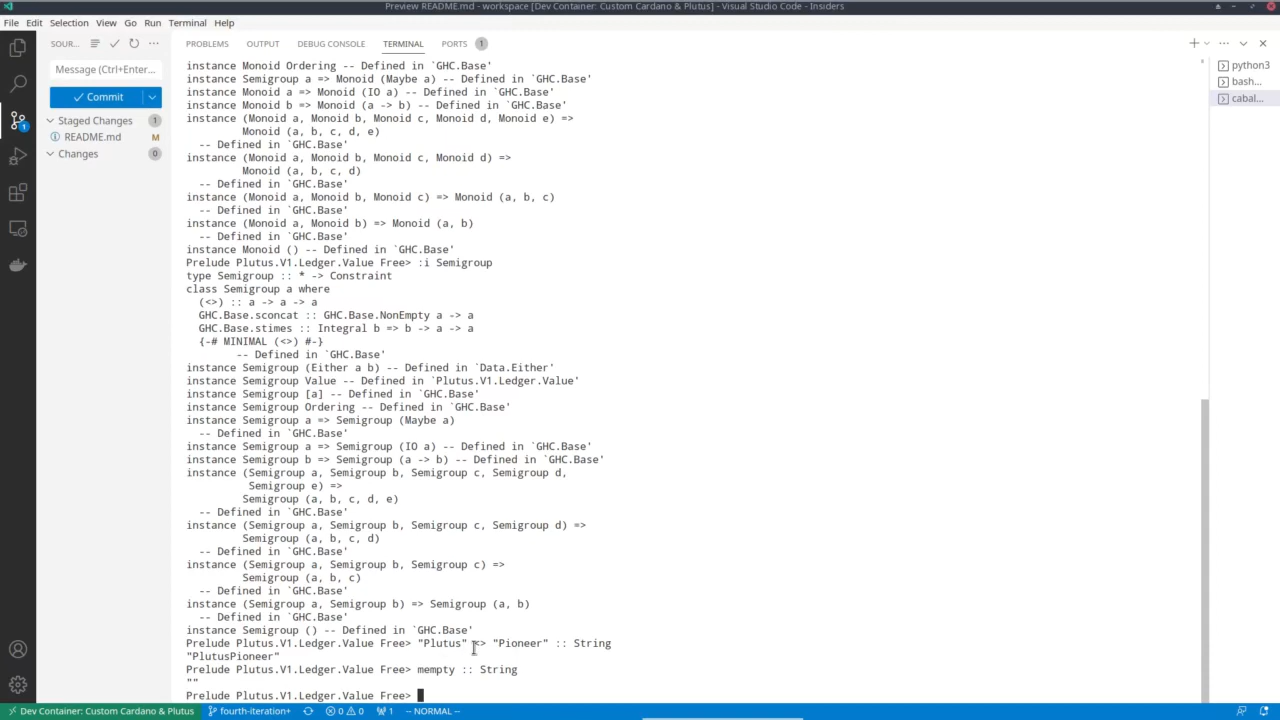 Preview README.md - workspace [Dev Container: Custom Cardano & Plutus] - Visual Studio Code - Insiders
File Edit Selection View Go Run Terminal Help
SOUR...
PROBLEMS OUTPUT DEBUG CONSOLE TERMINAL PORTS 1
Message (Ctrl+Enter...
Commit
Staged Changes 1
README.md M
Changes 0
instance Monoid Ordering -- Defined in `GHC.Base'
instance Semigroup a => Monoid (Maybe a) -- Defined in `GHC.Base'
instance Monoid a => Monoid (IO a) -- Defined in `GHC.Base'
instance Monoid b => Monoid (a -> b) -- Defined in `GHC.Base'
instance (Monoid a, Monoid b, Monoid c, Monoid d, Monoid e) =>
Monoid (a, b, c, d, e)
-- Defined in `GHC.Base'
instance (Monoid a, Monoid b, Monoid c, Monoid d) =>
Monoid (a, b, c, d)
-- Defined in `GHC.Base'
instance (Monoid a, Monoid b, Monoid c) => Monoid (a, b, c)
-- Defined in `GHC.Base'
instance (Monoid a, Monoid b) => Monoid (a, b)
-- Defined in `GHC.Base'
instance Monoid () -- Defined in `GHC.Base'
Prelude Plutus.V1.Ledger.Value Free> :i Semigroup
type Semigroup :: * -> Constraint
class Semigroup a where
(<>) :: a -> a -> a
GHC.Base.sconcat :: GHC.Base.NonEmpty a -> a
GHC.Base.stimes :: Integral b => b -> a -> a
{-# MINIMAL (<>) #-}
-- Defined in `GHC.Base'
instance Semigroup (Either a b) -- Defined in `Data.Either'
instance Semigroup Value -- Defined in `Plutus.V1.Ledger.Value'
instance Semigroup [a] -- Defined in `GHC.Base'
instance Semigroup Ordering -- Defined in `GHC.Base'
instance Semigroup a => Semigroup (Maybe a)
-- Defined in `GHC.Base'
instance Semigroup a => Semigroup (IO a) -- Defined in `GHC.Base'
instance Semigroup b => Semigroup (a -> b) -- Defined in `GHC.Base'
instance (Semigroup a, Semigroup b, Semigroup c, Semigroup d,
Semigroup e) =>
Semigroup (a, b, c, d, e)
-- Defined in `GHC.Base'
instance (Semigroup a, Semigroup b, Semigroup c, Semigroup d) =>
Semigroup (a, b, c, d)
-- Defined in `GHC.Base'
instance (Semigroup a, Semigroup b, Semigroup c) =>
Semigroup (a, b, c)
-- Defined in `GHC.Base'
instance (Semigroup a, Semigroup b) => Semigroup (a, b)
-- Defined in `GHC.Base'
instance Semigroup () -- Defined in `GHC.Base'
Prelude Plutus.V1.Ledger.Value Free> "Plutus" <> "Pioneer" :: String
"PlutusPioneer"
Prelude Plutus.V1.Ledger.Value Free> mempty :: String
""
Prelude Plutus.V1.Ledger.Value Free>
python3
bash...
cabal...
Dev Container: Custom Cardano & Plutus fourth-iteration+ 0 0 1 -- NORMAL --